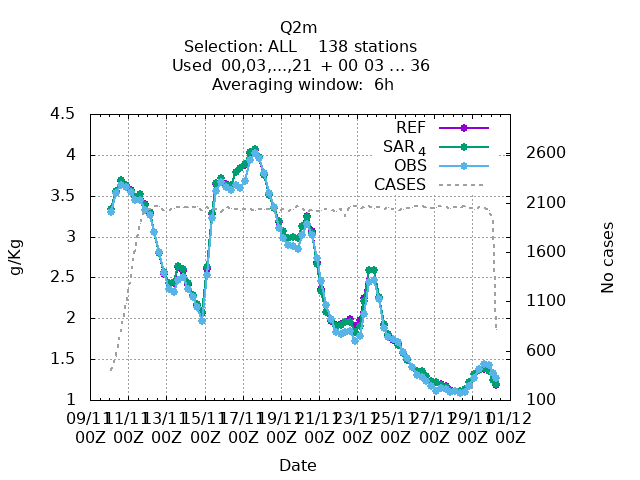 Q2m
Selection: ALL    138 stations
Used  00,03,...,21  + 00 03 ... 36
Averaging window:  6h
REF
SAR 4
OBS
CASES
4.5
4
3.5
3
2.5
2
1.5
1
2600
2100
1600
1100
600
100
g/Kg
No cases
09/11 11/11 13/11 15/11 17/11 19/11 21/11 23/11 25/11 27/11 29/11 01/12
00Z 00Z 00Z 00Z 00Z 00Z 00Z 00Z 00Z 00Z 00Z 00Z
Date